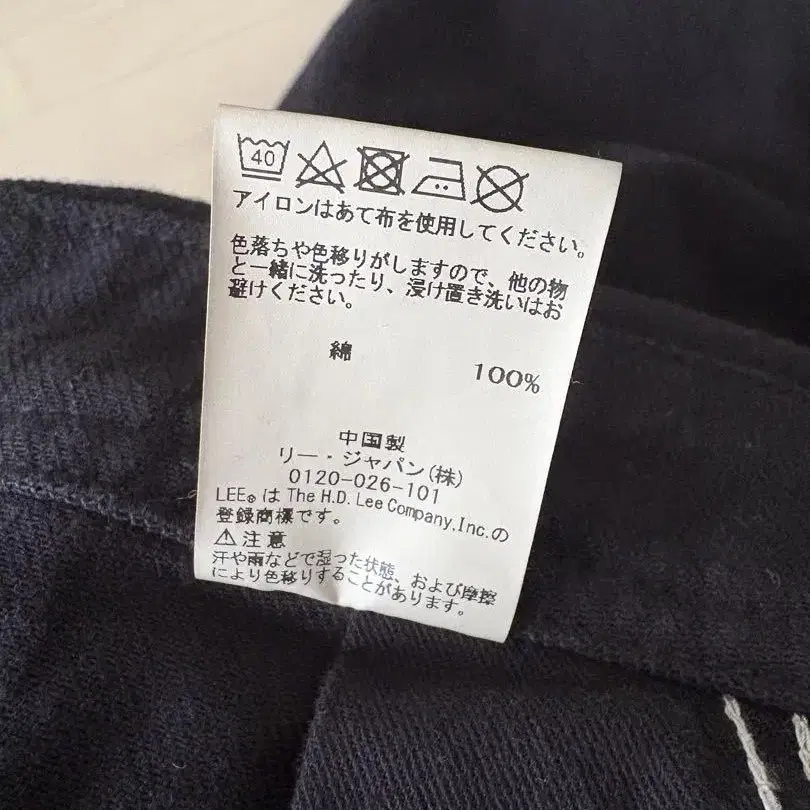 40
アイロンはあて布を使用してください。
色落ちや色移りがしますので、他の物
と一緒に洗ったり、浸け置き洗いはお
避けください。
綿 100%
中国製
リー・ジャパン(株)
0120-026-101
LEE®は The H.D. Lee Company,Inc.の
登録商標です。
⚠注意
汗や雨などで湿った状態、および摩擦
により色移りすることがあります。